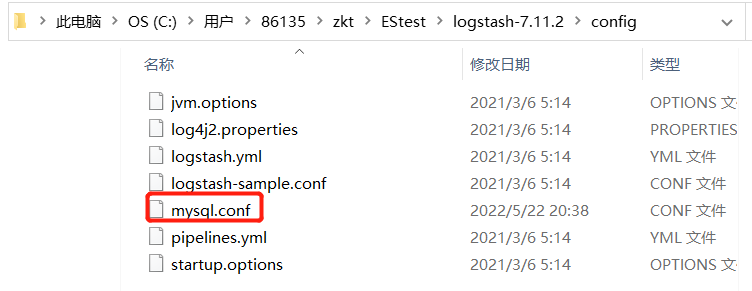 此电脑 > OS (C:) > 用户 > 86135 > zkt > EStest > logstash-7.11.2 > config
名称 修改日期 类型
jvm.options 2021/3/6 5:14 OPTIONS 文
log4j2.properties 2021/3/6 5:14 PROPERTIES
logstash.yml 2021/3/6 5:14 YML 文件
logstash-sample.conf 2021/3/6 5:14 CONF 文件
mysql.conf 2022/5/22 20:38 CONF 文件
pipelines.yml 2021/3/6 5:14 YML 文件
startup.options 2021/3/6 5:14 OPTIONS 文